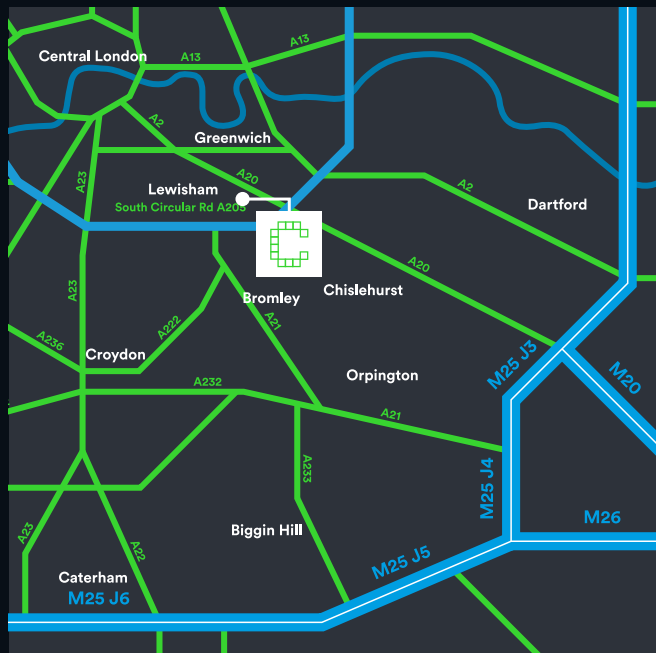 A13
Central London
A13
A2
Greenwich
A23
A20
Lewisham
A2
South Circular Rd A205
Dartford
A20
Chislehurst
A23
Bromley
A21
A222
A236
Croydon
M25 J3
M20
Orpington
A232
A21
A233
M25 J4
M26
Biggin Hill
A23
A22
M25 J5
Caterham
M25 J6